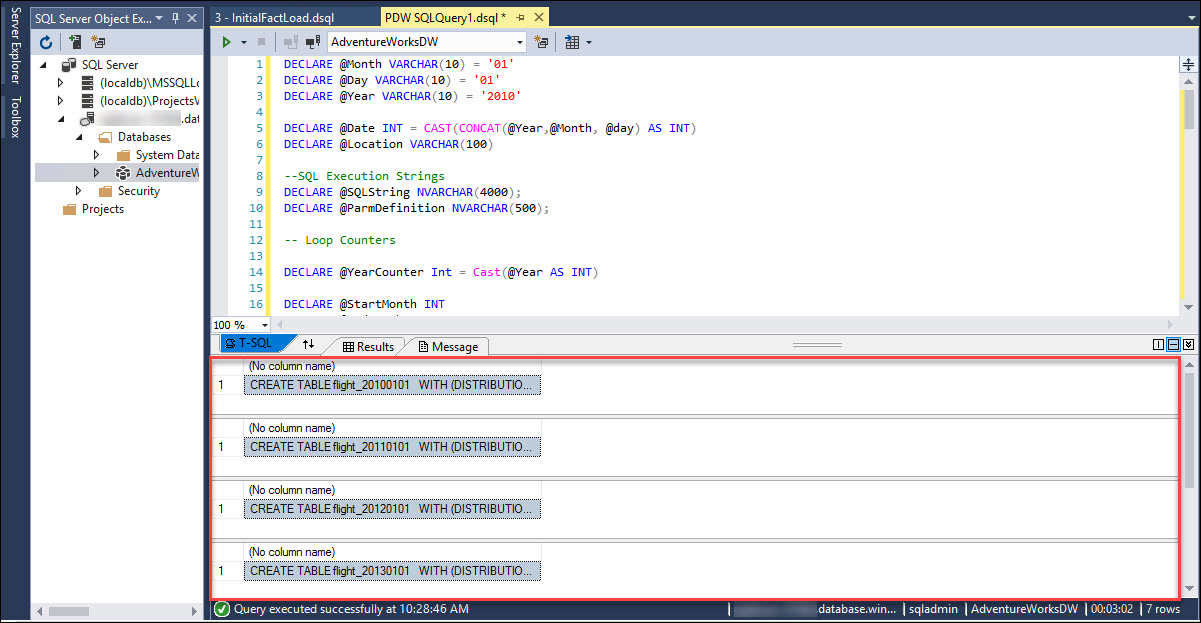 Server Explorer
Toolbox
SQL Server Object Ex...
SQL Server
(localdb)\MSSQLLo
(localdb)\ProjectsV
.dat
Databases
System Data
AdventureW
Security
Projects
3 - InitialFactLoad.dsql
PDW SQLQuery1.dsql *
AdventureWorksDW
1 DECLARE @Month VARCHAR(10) = '01'
2 DECLARE @Day VARCHAR(10) = '01'
3 DECLARE @Year VARCHAR(10) = '2010'
4
5 DECLARE @Date INT = CAST(CONCAT(@Year,@Month, @day) AS INT)
6 DECLARE @Location VARCHAR(100)
7
8 --SQL Execution Strings
9 DECLARE @SQLString NVARCHAR(4000);
10 DECLARE @ParmDefinition NVARCHAR(500);
11
12 -- Loop Counters
13
14 DECLARE @YearCounter Int = Cast(@Year AS INT)
15
16 DECLARE @StartMonth INT
100 %
T-SQL
Results
Message
(No column name)
1 CREATE TABLE flight_20100101 WITH (DISTRIBUTIO...
(No column name)
1 CREATE TABLE flight_20110101 WITH (DISTRIBUTIO...
(No column name)
1 CREATE TABLE flight_20120101 WITH (DISTRIBUTIO...
(No column name)
1 CREATE TABLE flight_20130101 WITH (DISTRIBUTIO...
Query executed successfully at 10:28:46 AM
.database.win...
sqladmin
AdventureWorksDW
00:03:02
7 rows